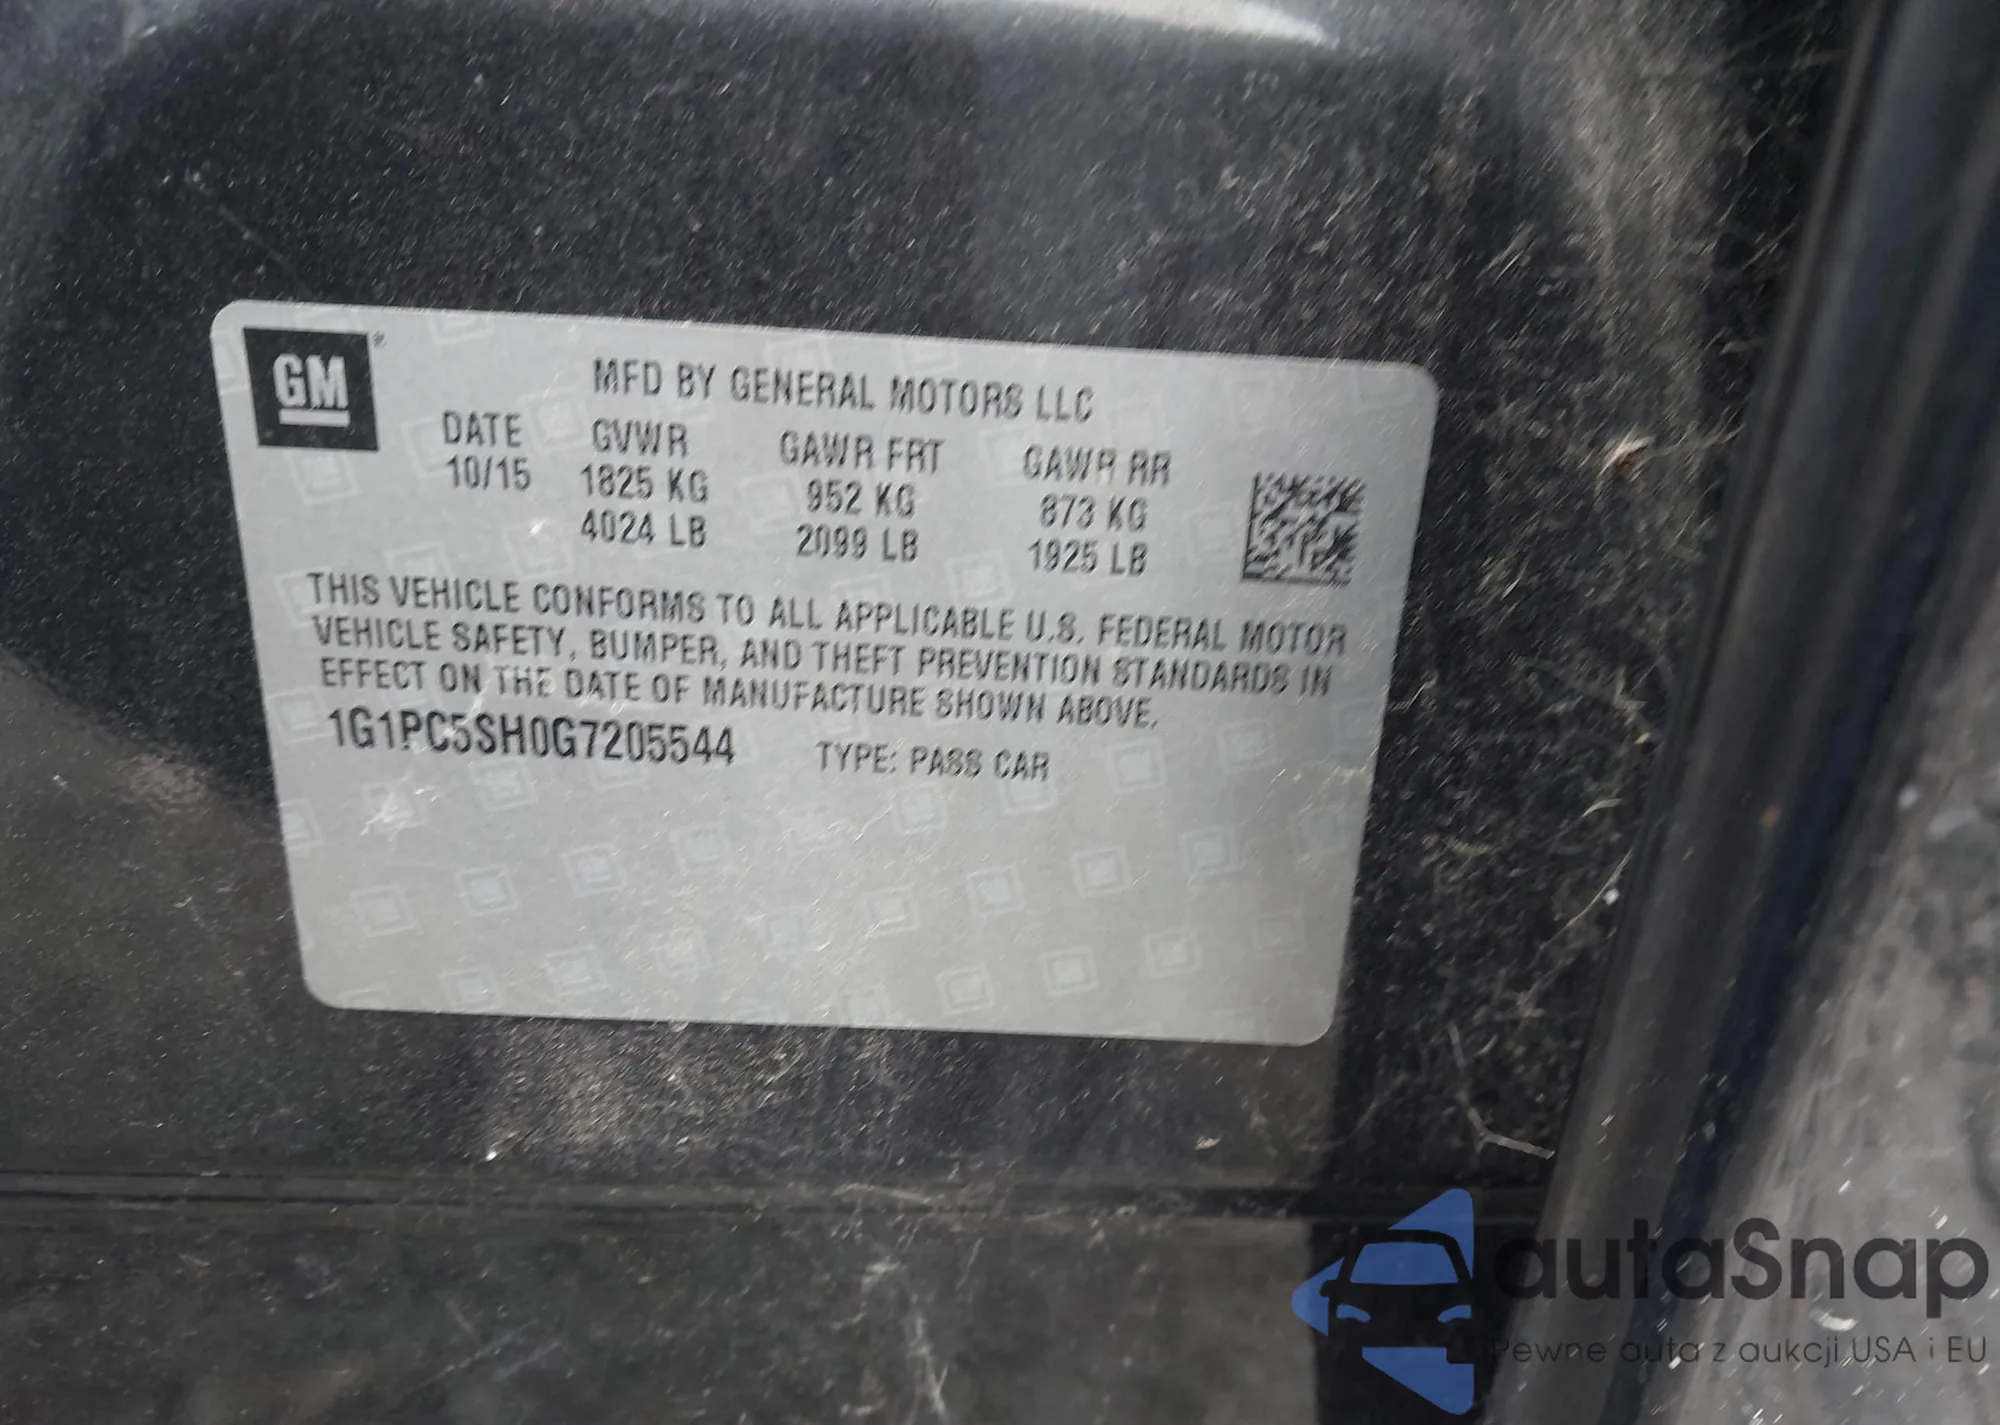 GM®
MFD BY GENERAL MOTORS LLC
DATE GVWR GAWR FRT GAWR RR
10/15 1825 KG 952 KG 873 KG
4024 LB 2099 LB 1925 LB
THIS VEHICLE CONFORMS TO ALL APPLICABLE U.S. FEDERAL MOTOR
VEHICLE SAFETY, BUMPER, AND THEFT PREVENTION STANDARDS IN
EFFECT ON THE DATE OF MANUFACTURE SHOWN ABOVE.
1G1PC5SH0G7205544 TYPE: PASS CAR
autaSnap
Pewne auta z aukcji USA i EU